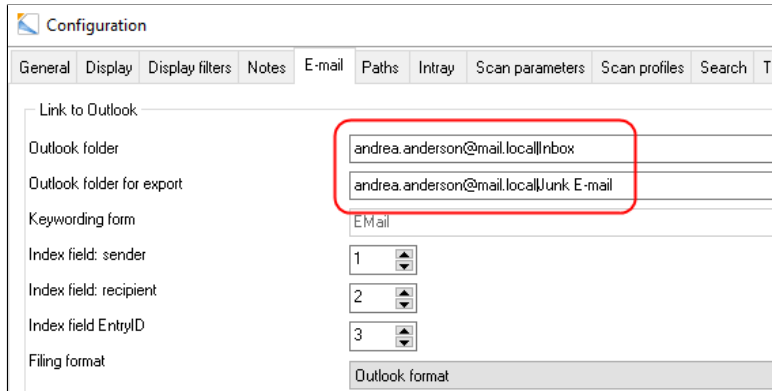 Configuration
General Display Display filters Notes E-mail Paths Intray Scan parameters Scan profiles Search T
Link to Outlook
Outlook folder andrea.anderson@mail.local|Inbox
Outlook folder for export andrea.anderson@mail.local|Junk E-mail
Keywording form EMail
Index field: sender 1
Index field: recipient 2
Index field EntryID 3
Filing format Outlook format